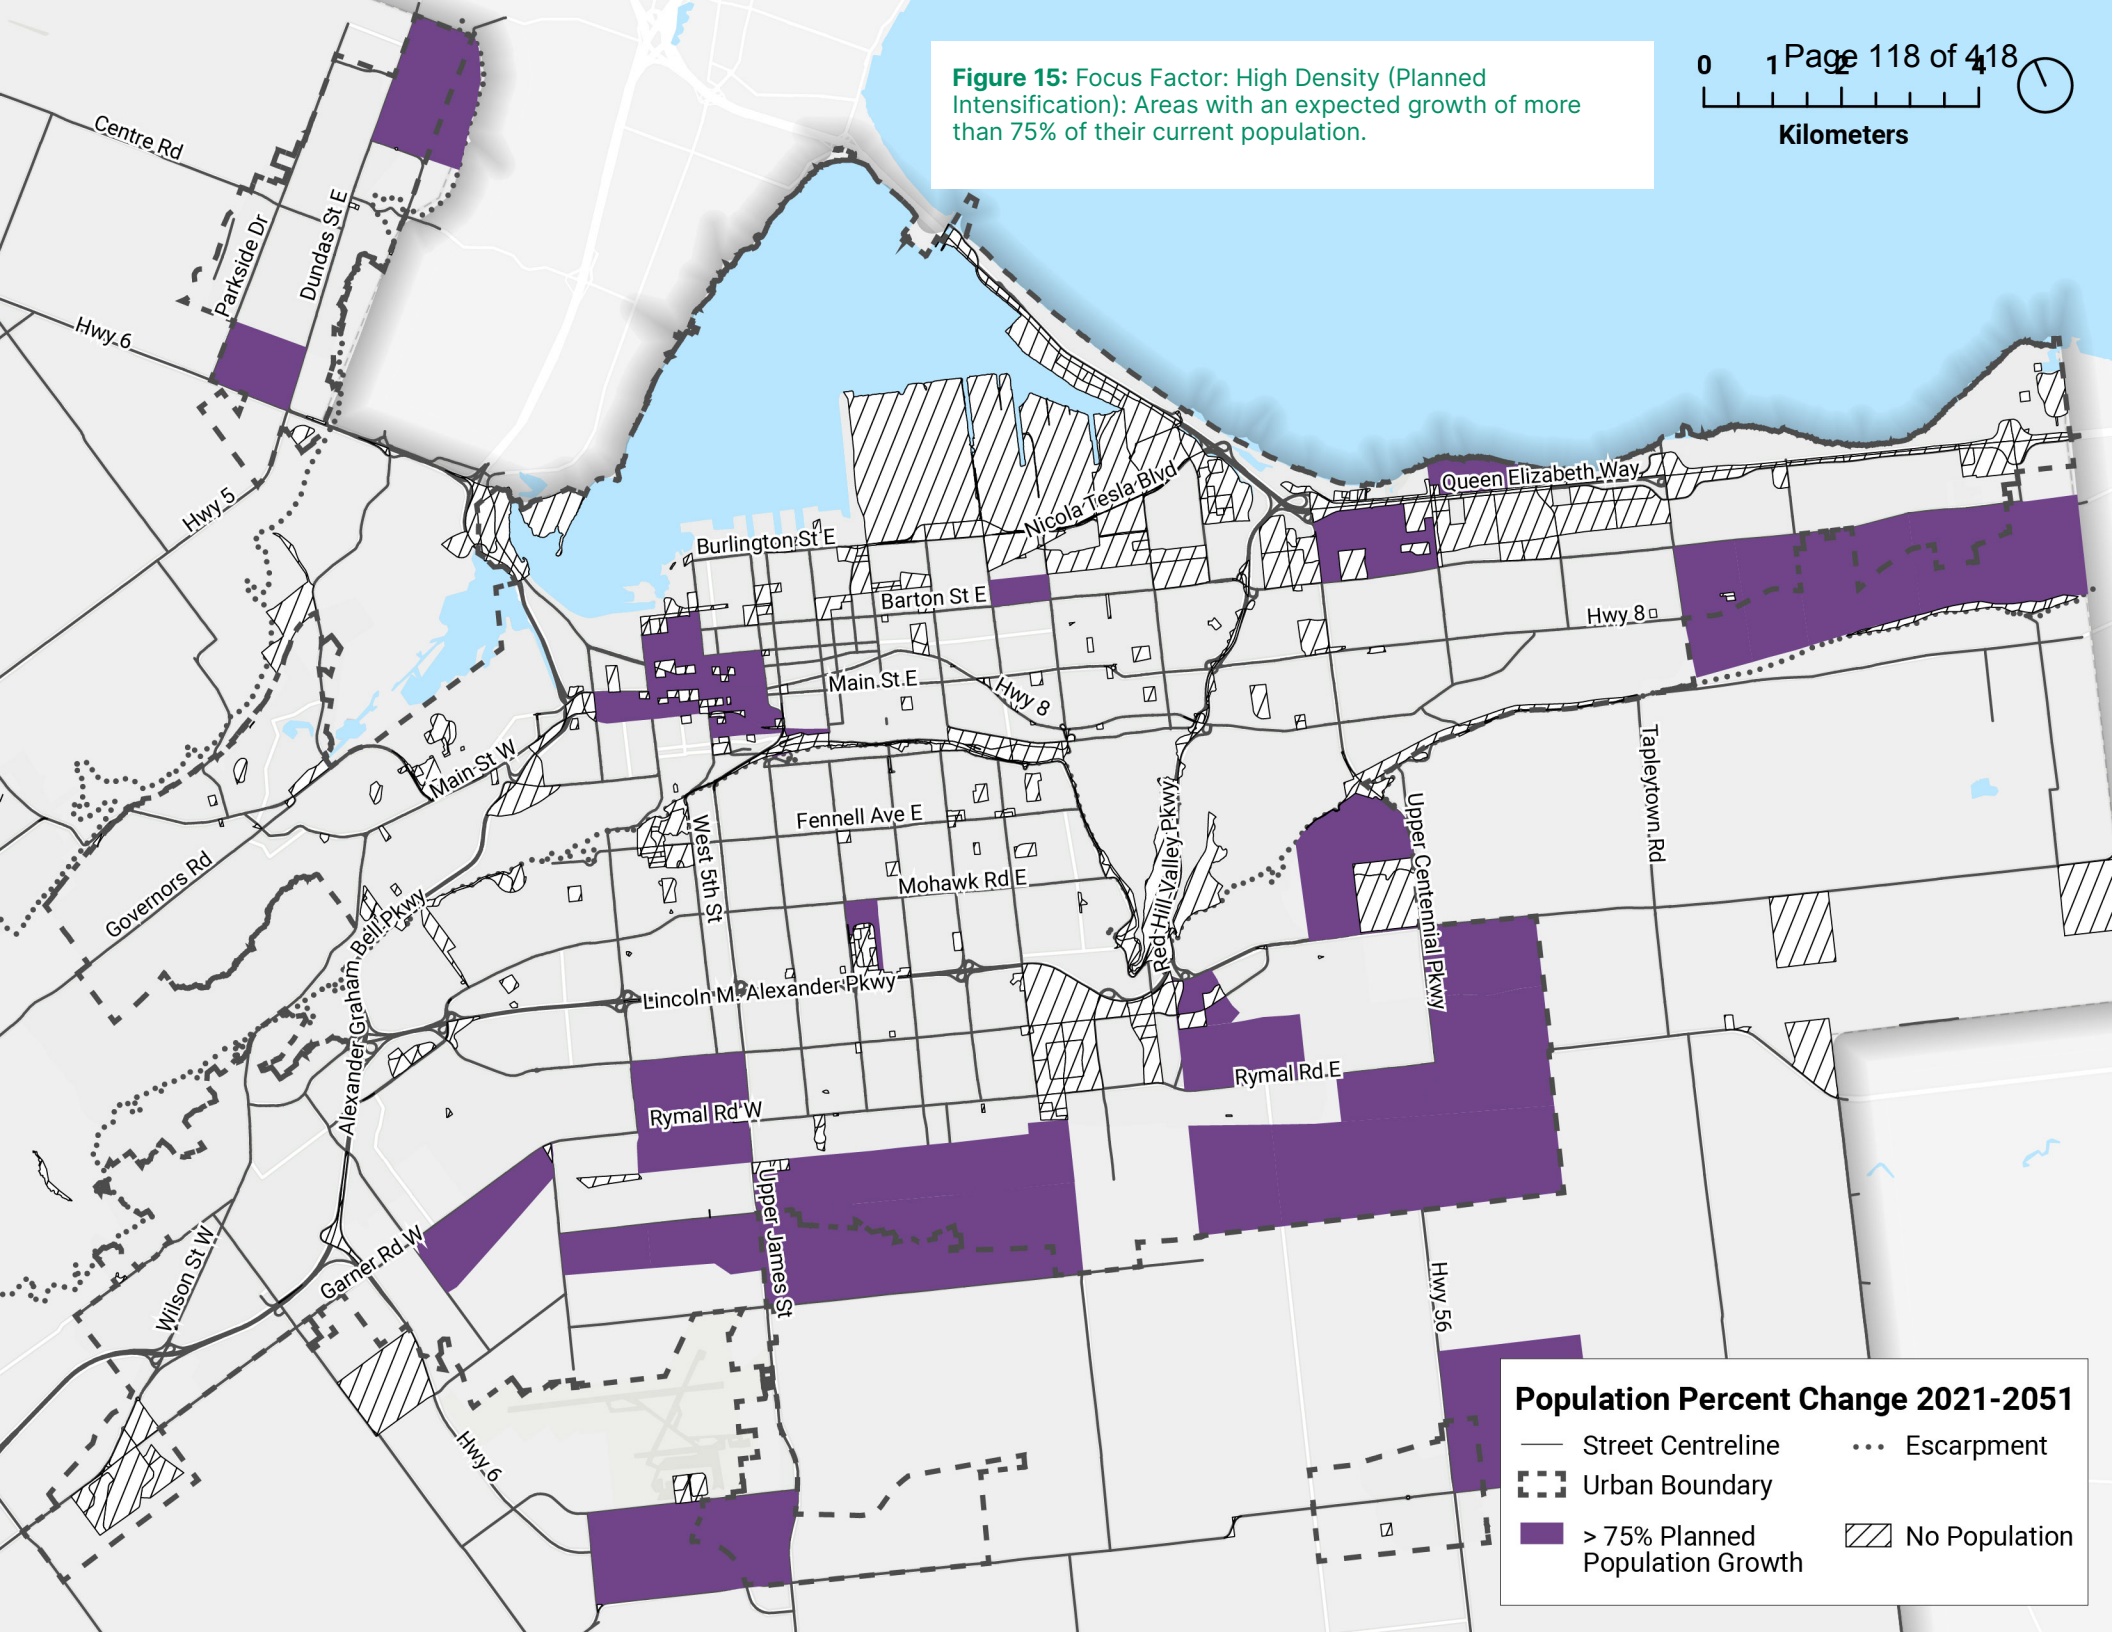 Figure 15: Focus Factor: High Density (Planned
Intensification): Areas with an expected growth of more
than 75% of their current population.
Page 118 of 418
0 1 2 4
Kilometers
Centre Rd
Parkside Dr
Dundas St E
Hwy 6
Hwy 5
Queen Elizabeth Way
Nicola Tesla Blvd
Burlington St E
Barton St E
Hwy 8
Main St E
Hwy 8
Main St W
Tapleytown Rd
Fennell Ave E
West 5th St
Red Hill Valley Pkwy
Upper Centennial Pkwy
Governors Rd
Mohawk Rd E
Alexander Graham Bell Pkwy
Lincoln M. Alexander Pkwy
Rymal Rd E
Rymal Rd W
Upper James St
Wilson St W
Garner Rd W
Hwy 56
Hwy 6
Population Percent Change 2021-2051
Street Centreline
Escarpment
Urban Boundary
> 75% Planned
Population Growth
No Population